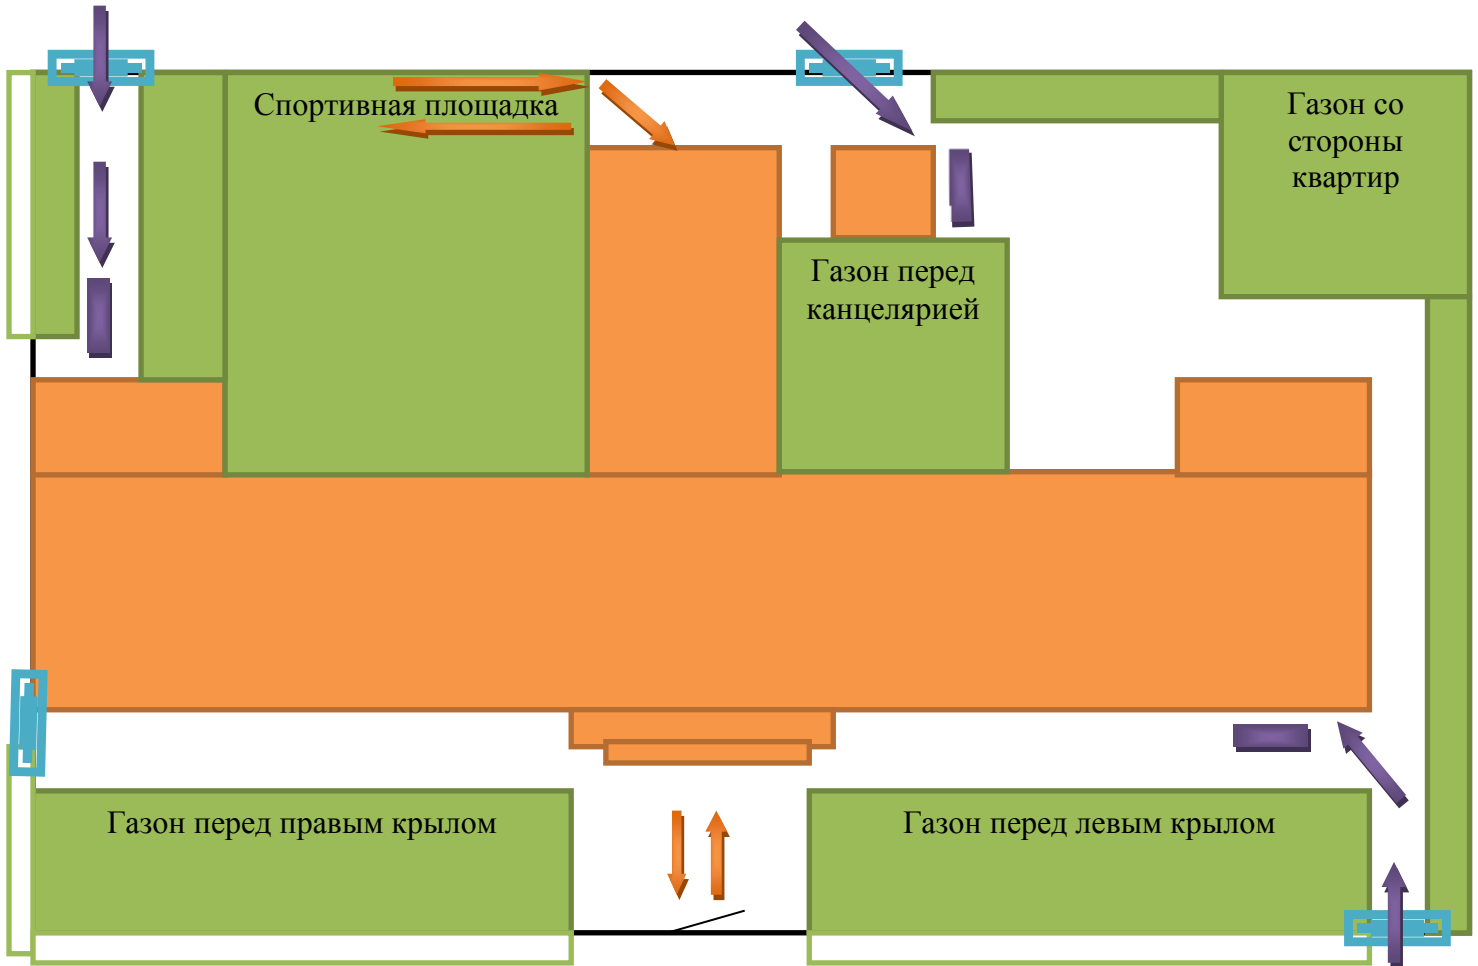 Спортивная площадка
Газон со
стороны
квартир
Газон перед
канцелярией
Газон перед правым крылом
Газон перед левым крылом